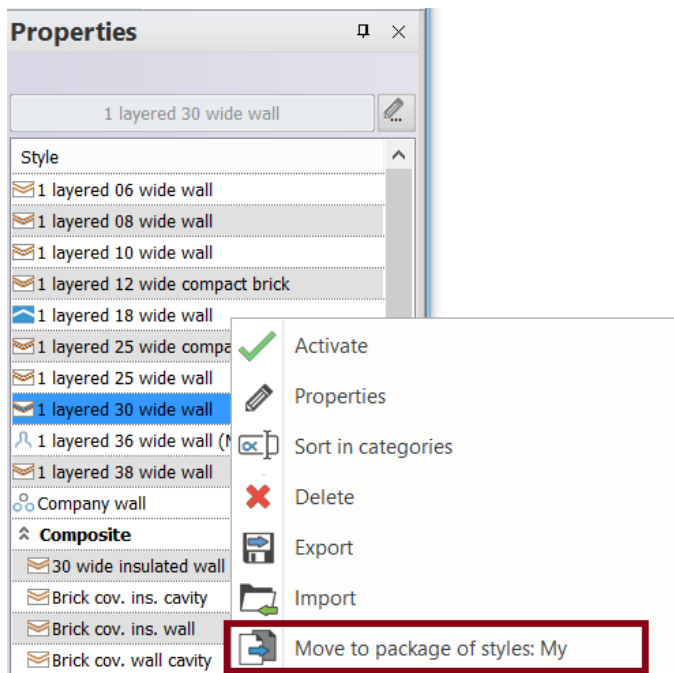 Properties
1 layered 30 wide wall
Style
1 layered 06 wide wall
1 layered 08 wide wall
1 layered 10 wide wall
1 layered 12 wide compact brick
1 layered 18 wide wall
1 layered 25 wide compa
1 layered 25 wide wall
1 layered 30 wide wall
1 layered 36 wide wall (M
1 layered 38 wide wall
Company wall
Composite
30 wide insulated wall
Brick cov. ins. cavity
Brick cov. ins. wall
Brick cov. wall cavity
Activate
Properties
Sort in categories
Delete
Export
Import
Move to package of styles: My